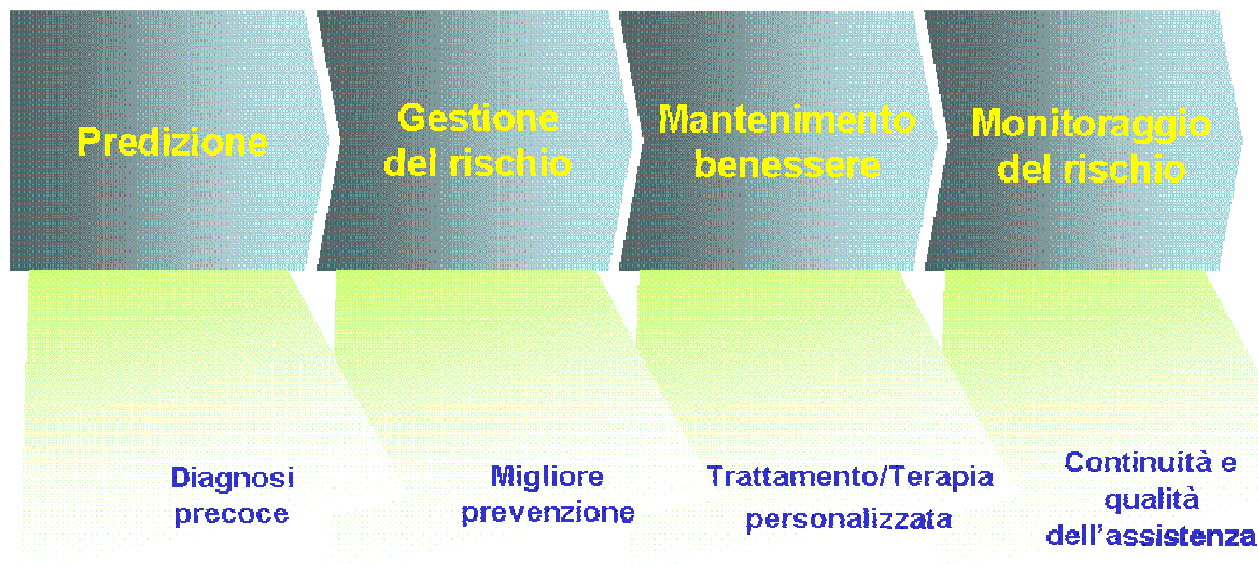 Predizione
Gestione
del rischio
Mantenimento
benessere
Monitoraggio
del rischio
Diagnosi
precoce
Migliore
prevenzione
Trattamento/Terapia
personalizzata
Continuità e
qualità
dell'assistenza